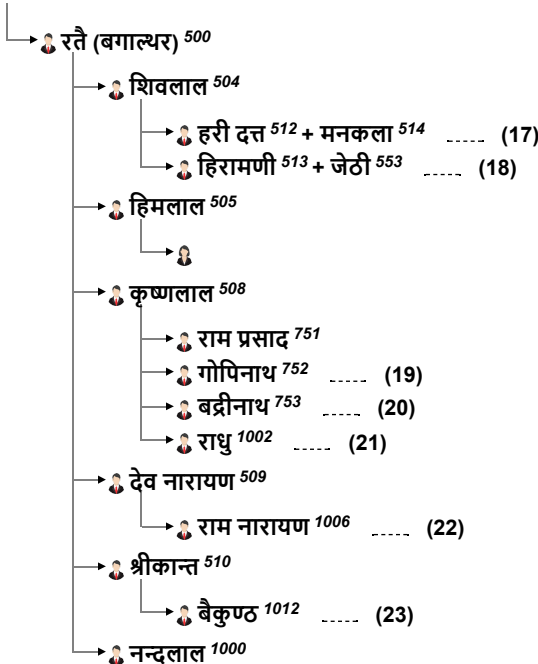 रतै (बगाल्थर) 500
शिवलाल 504
हरी दत्त 512 + मनकला 514 ...... (17)
हिरामणी 513 + जेठी 553 ...... (18)
हिमलाल 505
कृष्णलाल 508
राम प्रसाद 751
गोपिनाथ 752 ...... (19)
बद्रीनाथ 753 ...... (20)
राधु 1002 ...... (21)
देव नारायण 509
राम नारायण 1006 ...... (22)
श्रीकान्त 510
बैकुण्ठ 1012 ...... (23)
नन्दलाल 1000